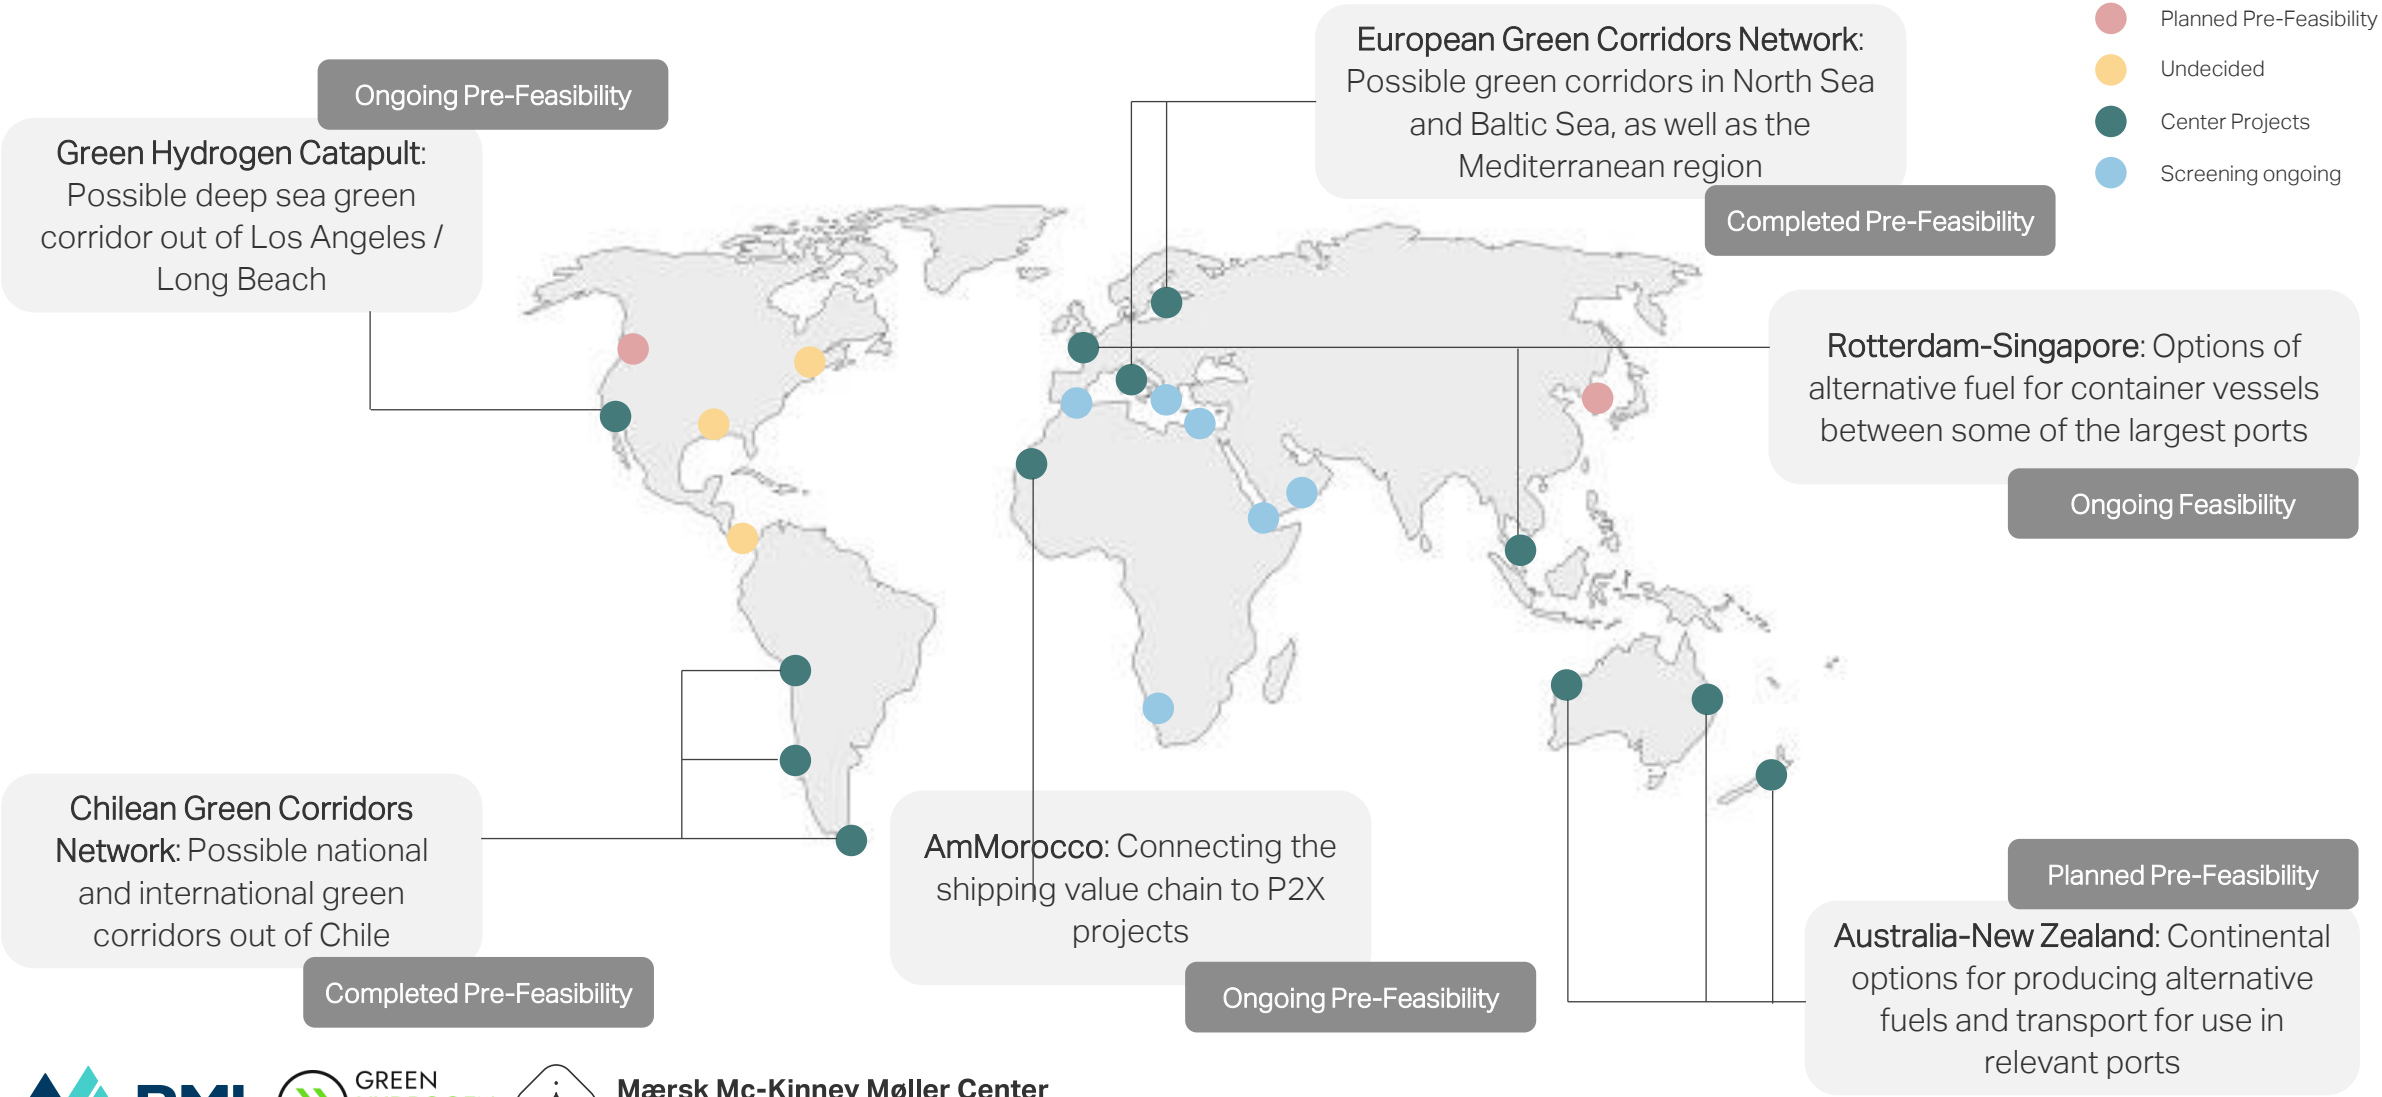 Planned Pre-Feasibility
Undecided
Center Projects
Screening ongoing
European Green Corridors Network:
Possible green corridors in North Sea
and Baltic Sea, as well as the
Mediterranean region
Completed Pre-Feasibility
Ongoing Pre-Feasibility
Green Hydrogen Catapult:
Possible deep sea green
corridor out of Los Angeles /
Long Beach
Rotterdam-Singapore: Options of
alternative fuel for container vessels
between some of the largest ports
Ongoing Feasibility
Chilean Green Corridors
Network: Possible national
and international green
corridors out of Chile
Completed Pre-Feasibility
AmMorocco: Connecting the
shipping value chain to P2X
projects
Ongoing Pre-Feasibility
Planned Pre-Feasibility
Australia-New Zealand: Continental
options for producing alternative
fuels and transport for use in
relevant ports
RMI
GREEN
Mærsk Mc-Kinney Møller Center